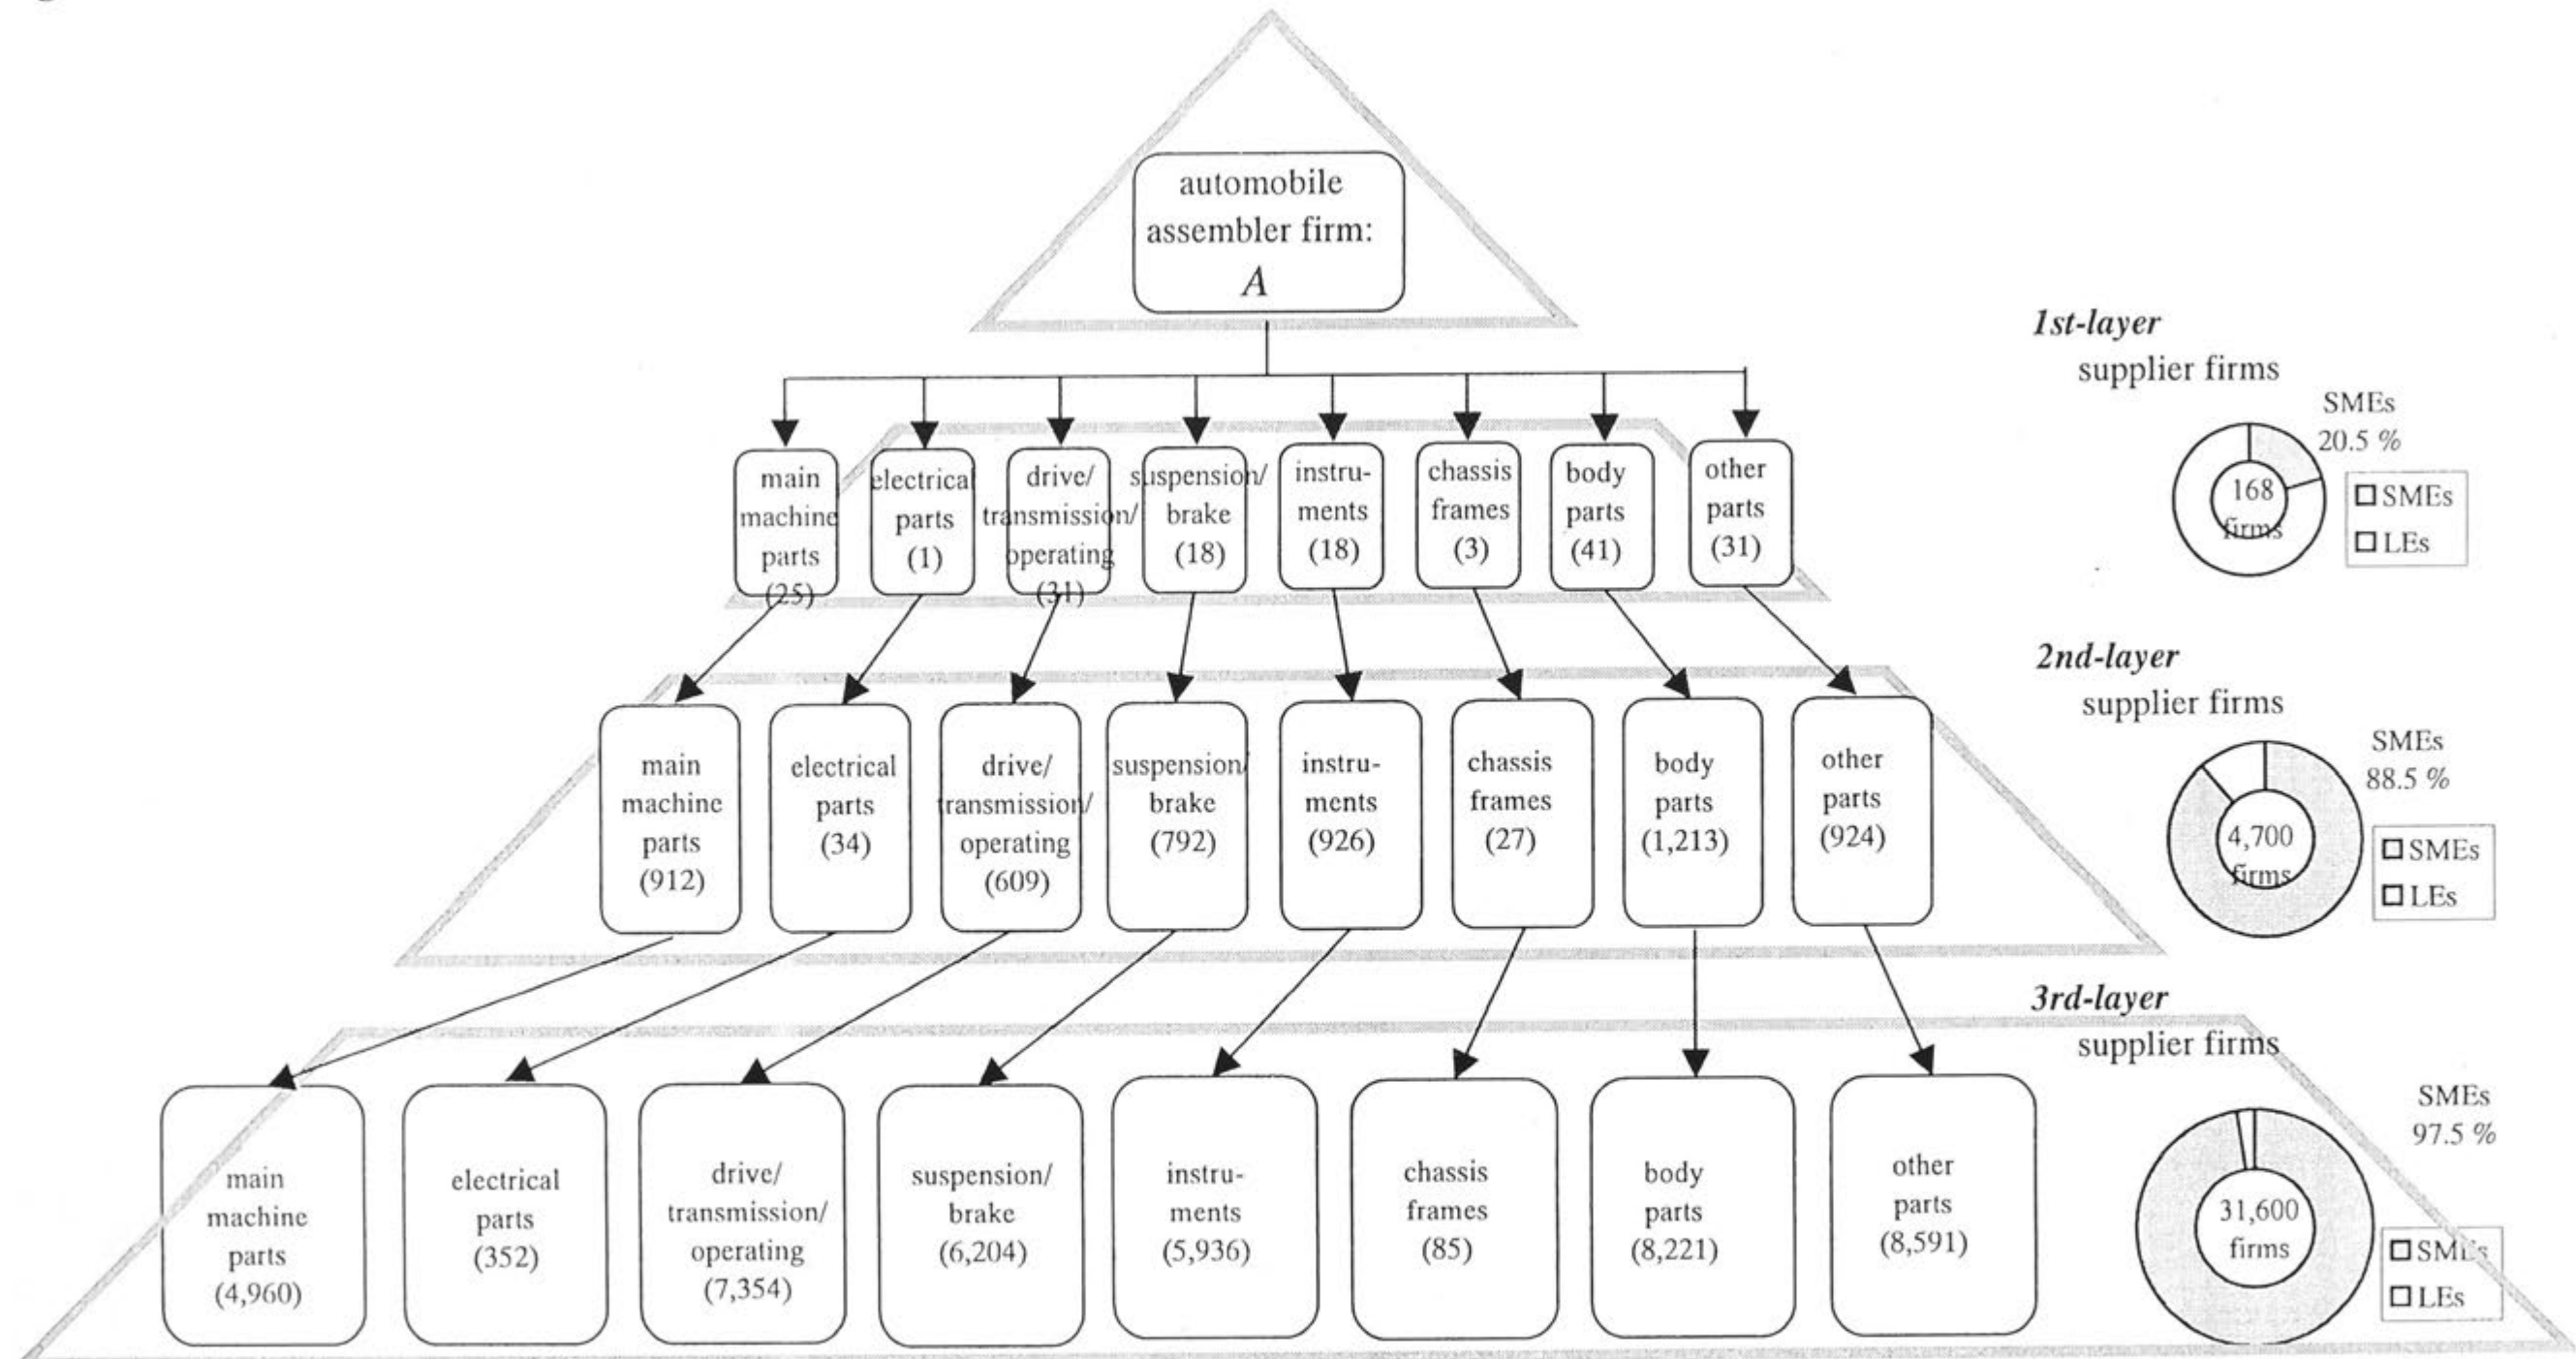 automobile
assembler firm:
A
1st-layer
supplier firms
SMEs
20.5 %
168
firms
SMEs
LEs
main
machine
parts
(25)
electrical
parts
(1)
drive/
transmission/
operating
(31)
suspension/
brake
(18)
instru-
ments
(18)
chassis
frames
(3)
body
parts
(41)
other
parts
(31)
2nd-layer
supplier firms
SMEs
88.5 %
4,700
firms
SMEs
LEs
main
machine
parts
(912)
electrical
parts
(34)
drive/
transmission/
operating
(609)
suspension/
brake
(792)
instru-
ments
(926)
chassis
frames
(27)
body
parts
(1,213)
other
parts
(924)
3rd-layer
supplier firms
SMEs
97.5 %
31,600
firms
SMEs
LEs
main
machine
parts
(4,960)
electrical
parts
(352)
drive/
transmission/
operating
(7,354)
suspension/
brake
(6,204)
instru-
ments
(5,936)
chassis
frames
(85)
body
parts
(8,221)
other
parts
(8,591)